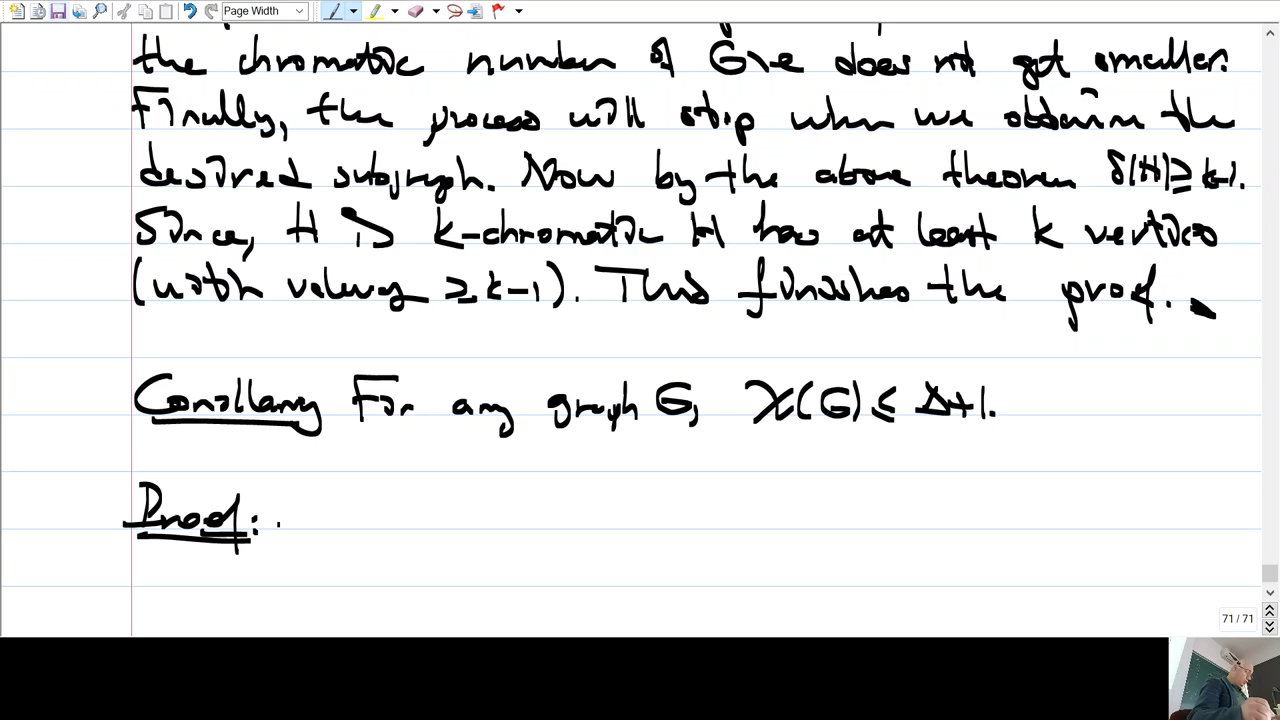 Page Width
the chromatic number of G\e does not get smaller.
Finally, the process will stop when we obtain the
desired subgraph. Now by the above theorem δ(H)≥k-1.
Since, H is k-chromatic H has at least k vertices
(with valency ≥k-1). This finishes the proof.
Corollary For any graph G, χ(G) ≤ Δ+1.
Proof:
71 / 71